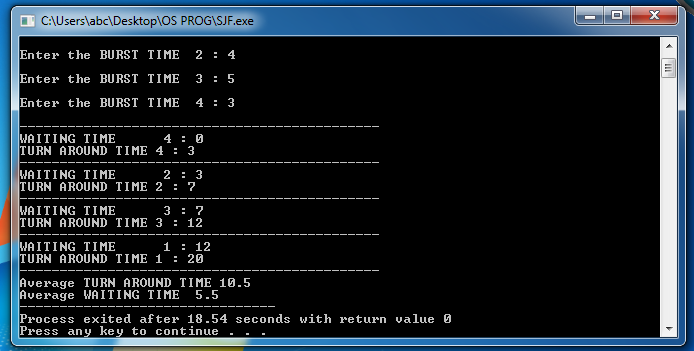 C:\Users\abc\Desktop\OS PROG\SJF.exe
Enter the BURST TIME  2 : 4
Enter the BURST TIME  3 : 5
Enter the BURST TIME  4 : 3
---------------------------------------------
WAITING TIME      4 : 0
TURN AROUND TIME 4 : 3
---------------------------------------------
WAITING TIME      2 : 3
TURN AROUND TIME 2 : 7
---------------------------------------------
WAITING TIME      3 : 7
TURN AROUND TIME 3 : 12
---------------------------------------------
WAITING TIME      1 : 12
TURN AROUND TIME 1 : 20
---------------------------------------------
Average TURN AROUND TIME 10.5
Average WAITING TIME  5.5
--------------------------------
Process exited after 18.54 seconds with return value 0
Press any key to continue . . .